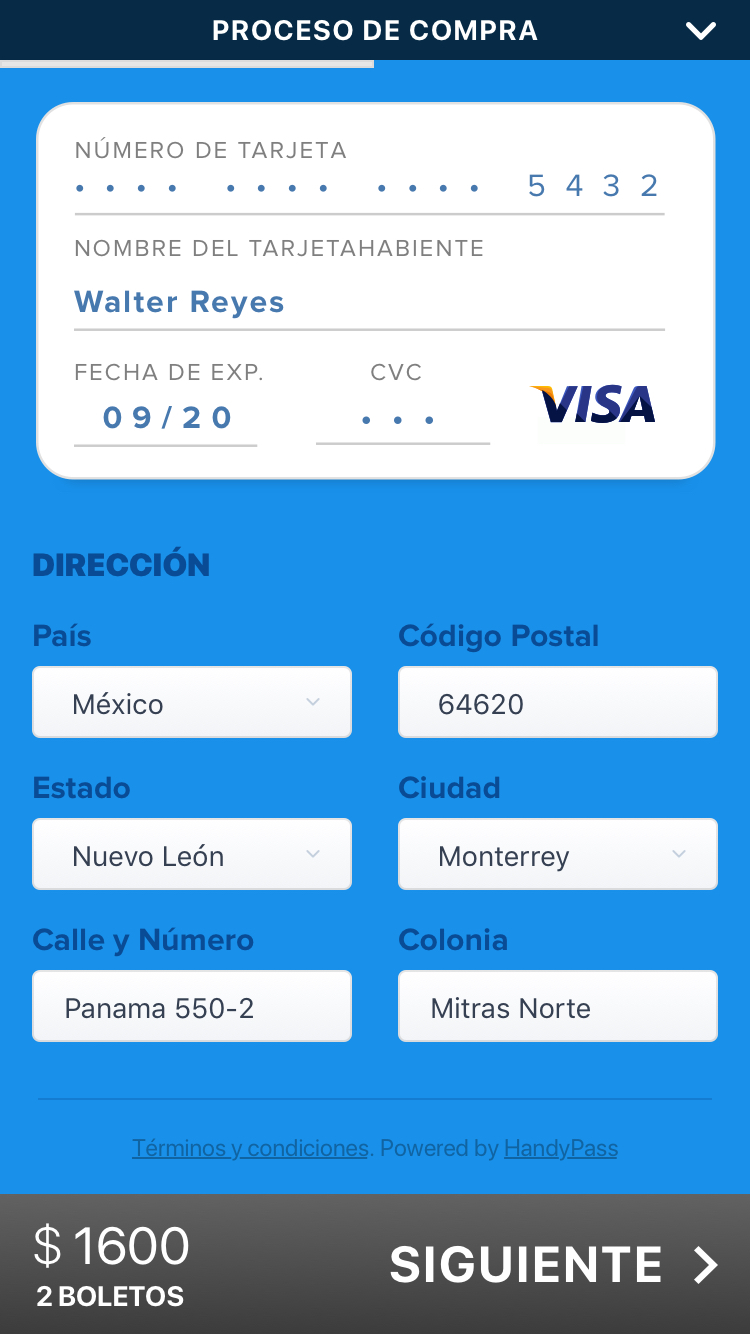 PROCESO DE COMPRA
NÚMERO DE TARJETA
•••• •••• •••• 5432
NOMBRE DEL TARJETAHABIENTE
Walter Reyes
FECHA DE EXP. CVC
09/20 ••• VISA
DIRECCIÓN
País Código Postal
México 64620
Estado Ciudad
Nuevo León Monterrey
Calle y Número Colonia
Panama 550-2 Mitras Norte
Términos y condiciones. Powered by HandyPass
$ 1600
2 BOLETOS
SIGUIENTE